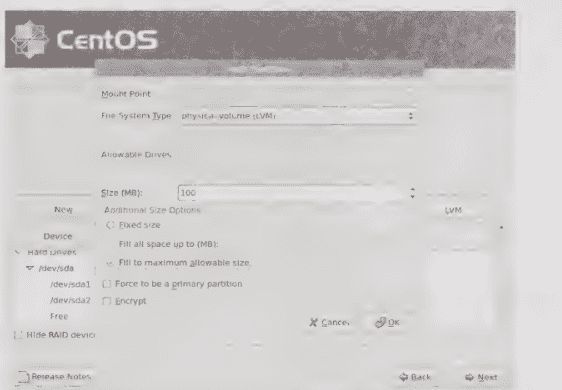 CentOS
Mount Point
File System Type physical volume (LVM)
Allowable Drives
Size (MB): 100
New Additional Size Options LVM
Fixed size
Device
Fill all space up to (MB):
Hard Drives
Fill to maximum allowable size
/dev/sda
/dev/sda1 Force to be a primary partition
/dev/sda2 Encrypt
Free
Cancel OK
Hide RAID device
Release Notes Back Next